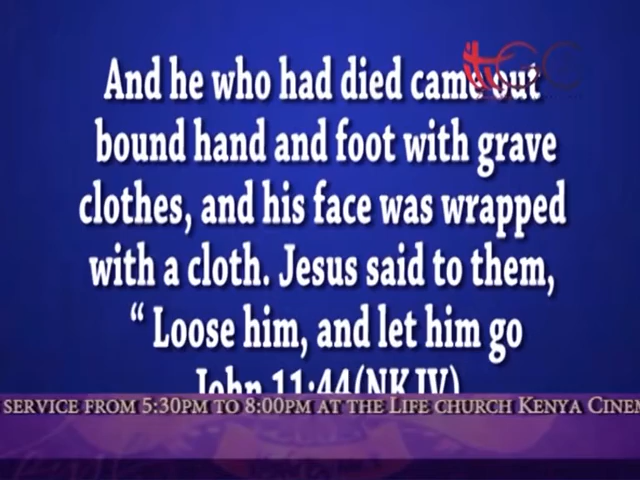 And he who had died came out
bound hand and foot with grave
clothes, and his face was wrapped
with a cloth. Jesus said to them,
“ Loose him, and let him go
John 11:44(NKJV)
SERVICE FROM 5:30PM TO 8:00PM AT THE LIFE CHURCH KENYA CINEM